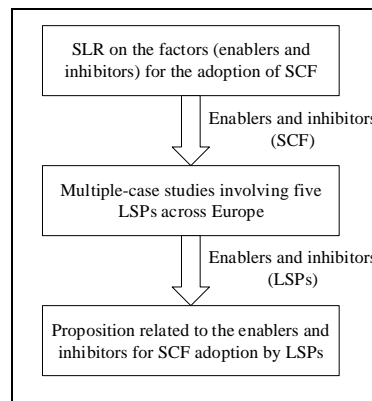 SLR on the factors (enablers and
inhibitors) for the adoption of SCF
Enablers and inhibitors
(SCF)
Multiple-case studies involving five
LSPs across Europe
Enablers and inhibitors
(LSPs)
Proposition related to the enablers and
inhibitors for SCF adoption by LSPs